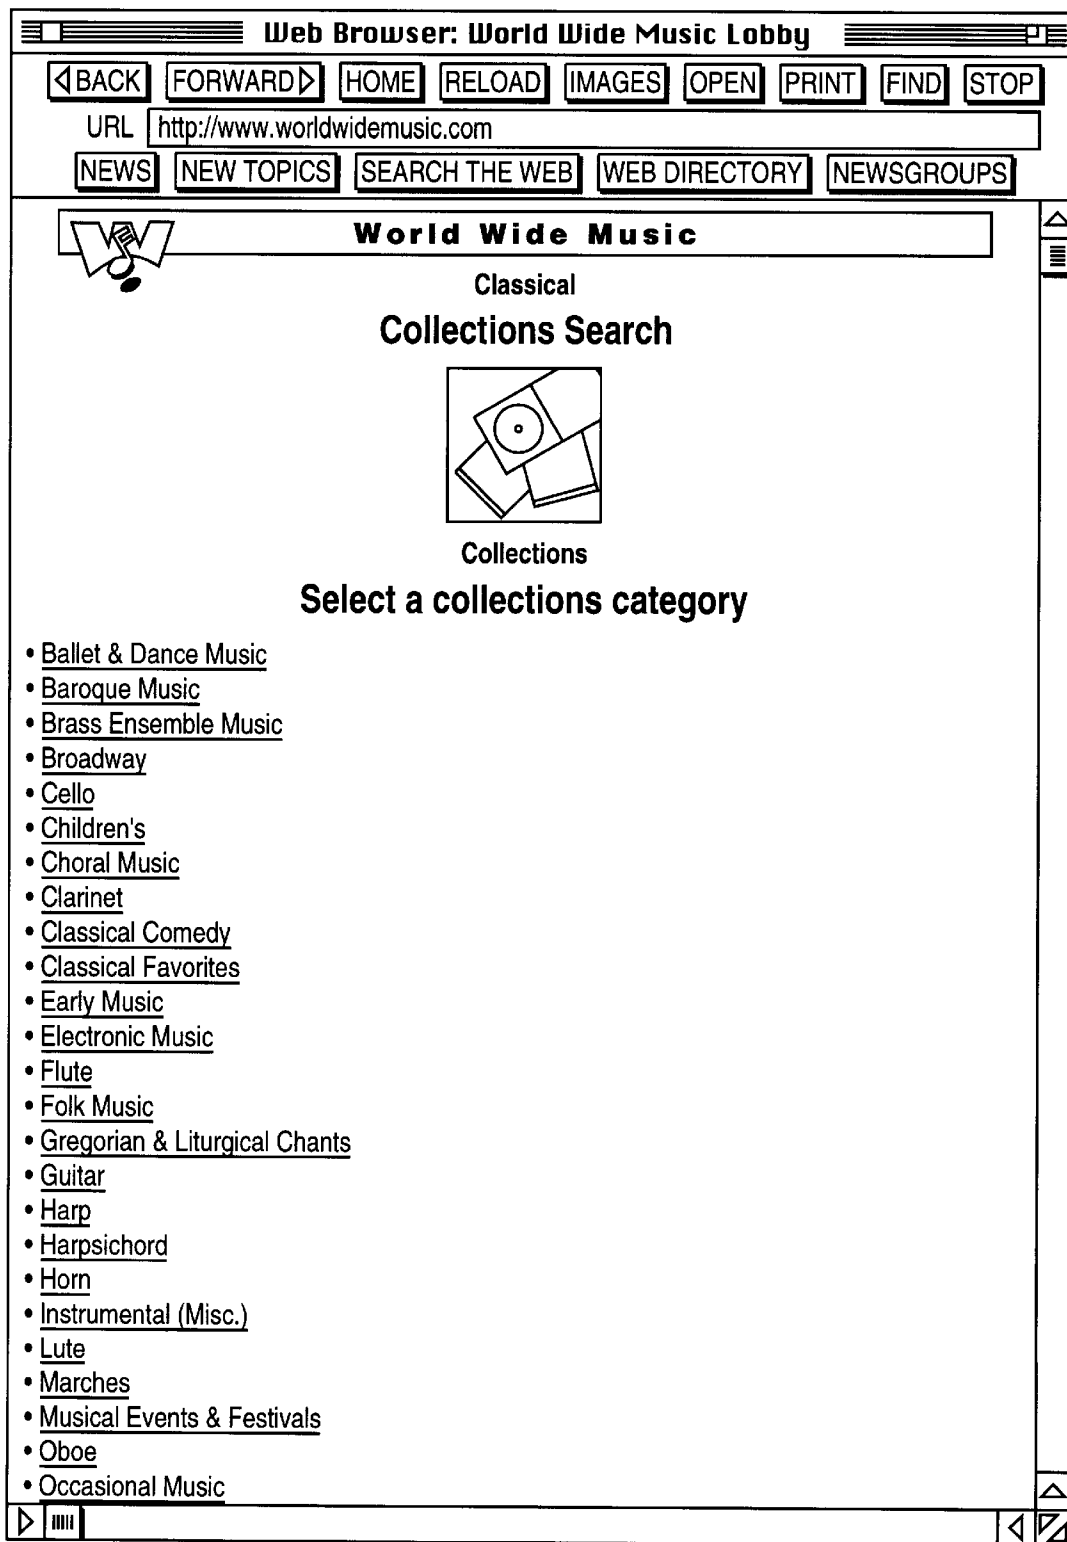 Web Browser: World Wide Music Lobby
BACK FORWARD HOME RELOAD IMAGES OPEN PRINT FIND STOP
URL http://www.worldwidemusic.com
NEWS NEW TOPICS SEARCH THE WEB WEB DIRECTORY NEWSGROUPS
W World Wide Music
Classical
Collections Search
Collections
Select a collections category
• Ballet & Dance Music
• Baroque Music
• Brass Ensemble Music
• Broadway
• Cello
• Children's
• Choral Music
• Clarinet
• Classical Comedy
• Classical Favorites
• Early Music
• Electronic Music
• Flute
• Folk Music
• Gregorian & Liturgical Chants
• Guitar
• Harp
• Harpsichord
• Horn
• Instrumental (Misc.)
• Lute
• Marches
• Musical Events & Festivals
• Oboe
• Occasional Music